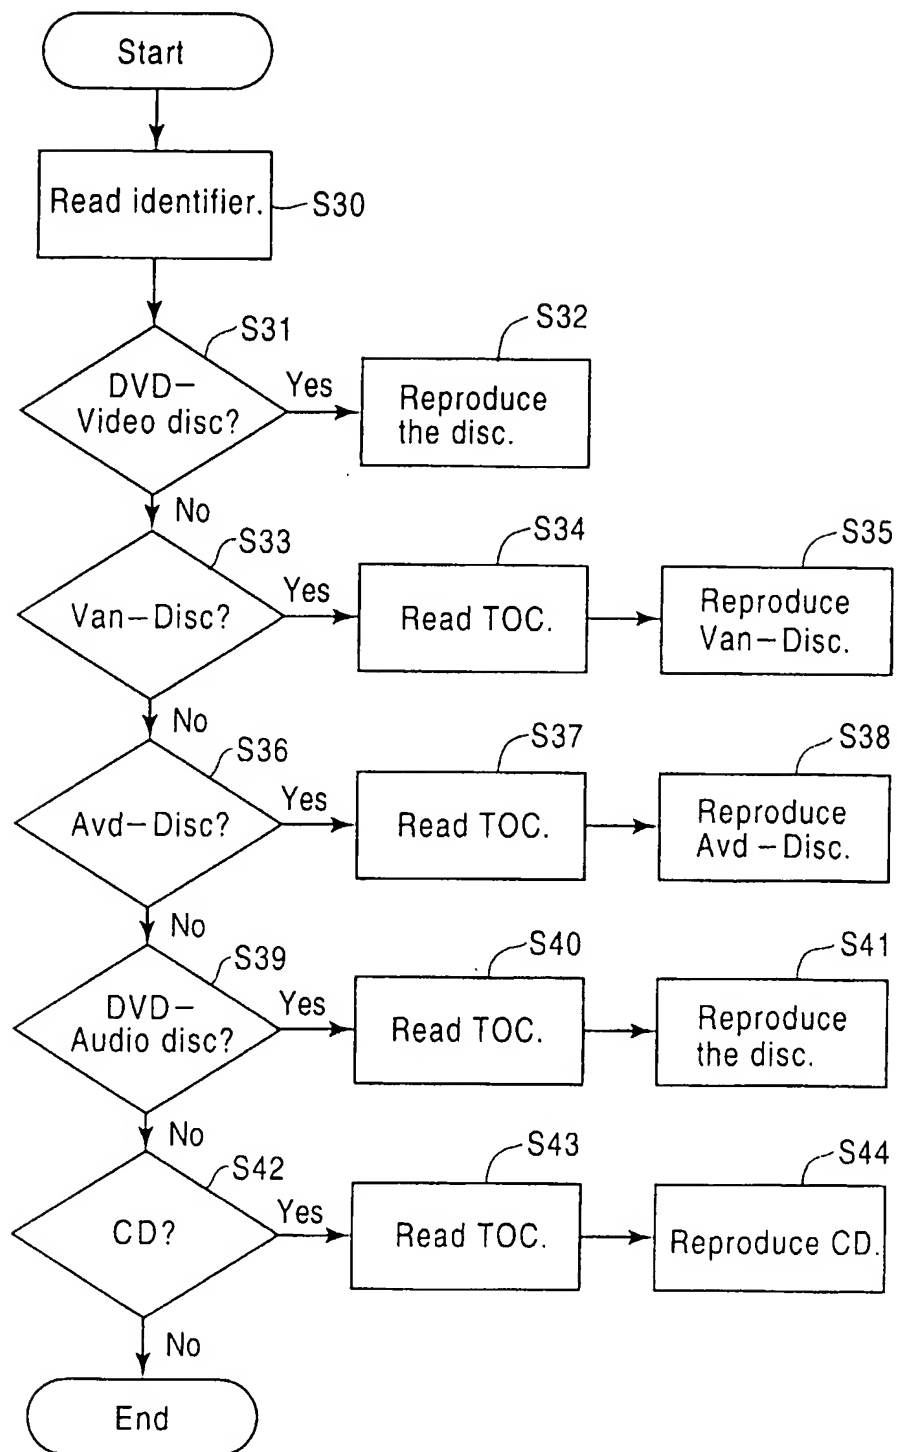 Start
Read identifier.
S30
S31
DVD–
Video disc?
Yes
S32
Reproduce
the disc.
No
S33
Van–Disc?
Yes
S34
Read TOC.
S35
Reproduce
Van–Disc.
No
S36
Avd–Disc?
Yes
S37
Read TOC.
S38
Reproduce
Avd–Disc.
No
S39
DVD–
Audio disc?
Yes
S40
Read TOC.
S41
Reproduce
the disc.
No
S42
CD?
Yes
S43
Read TOC.
S44
Reproduce CD.
No
End